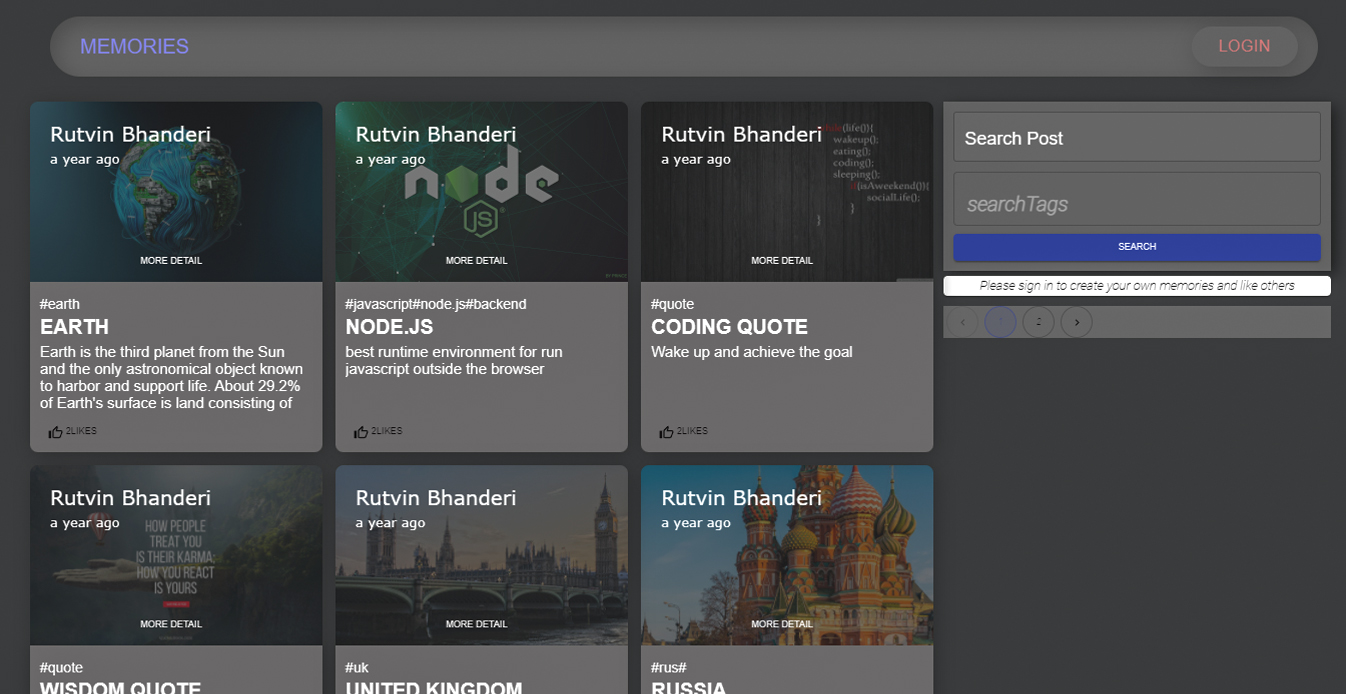 MEMORIES
LOGIN
Rutvin Bhanderi
a year ago
MORE DETAIL
#earth
EARTH
Earth is the third planet from the Sun
and the only astronomical object known
to harbor and support life. About 29.2%
of Earth's surface is land consisting of
2LIKES
Rutvin Bhanderi
a year ago
node
JS
MORE DETAIL
#javascript#node.js#backend
NODE.JS
best runtime environment for run
javascript outside the browser
2LIKES
Rutvin Bhanderi
a year ago
(life()){
wakeup();
eating();
coding();
sleeping();
if(isAweekend()){
socialLife();
}
}
MORE DETAIL
#quote
CODING QUOTE
Wake up and achieve the goal
2LIKES
Search Post
searchTags
SEARCH
Please sign in to create your own memories and like others
‹ 1 2 ›
Rutvin Bhanderi
a year ago
HOW PEOPLE
TREAT YOU
IS THEIR KARMA;
HOW YOU REACT
IS YOURS
MORE DETAIL
#quote
WISDOM QUOTE
Rutvin Bhanderi
a year ago
MORE DETAIL
#uk
UNITED KINGDOM
Rutvin Bhanderi
a year ago
MORE DETAIL
#rus#
RUSSIA